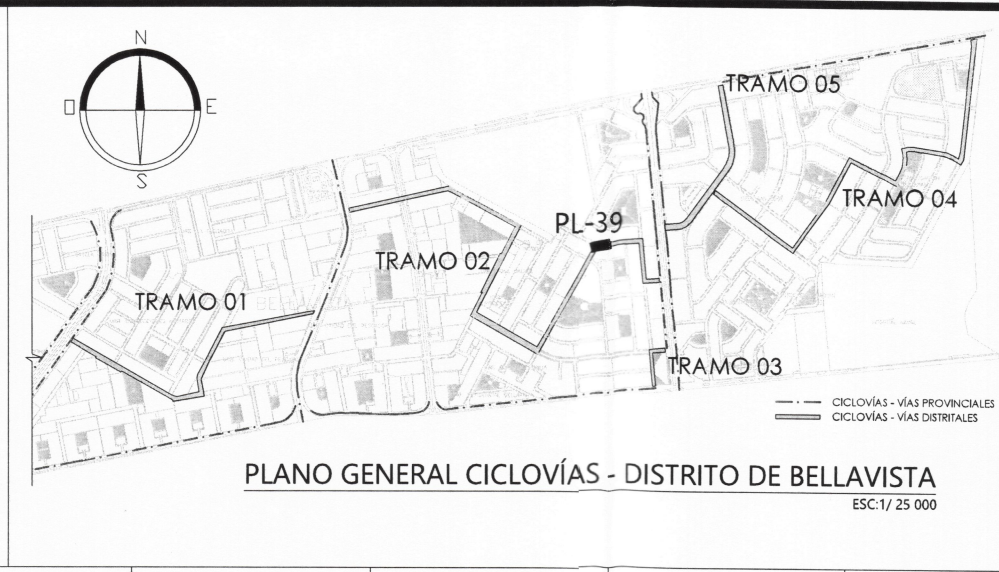 N
O
E
S
TRAMO 05
TRAMO 04
PL-39
TRAMO 02
TRAMO 01
BELLAVISTA
TRAMO 03
CICLOVÍAS - VÍAS PROVINCIALES
CICLOVÍAS - VÍAS DISTRITALES
PLANO GENERAL CICLOVÍAS - DISTRITO DE BELLAVISTA
ESC:1/ 25 000